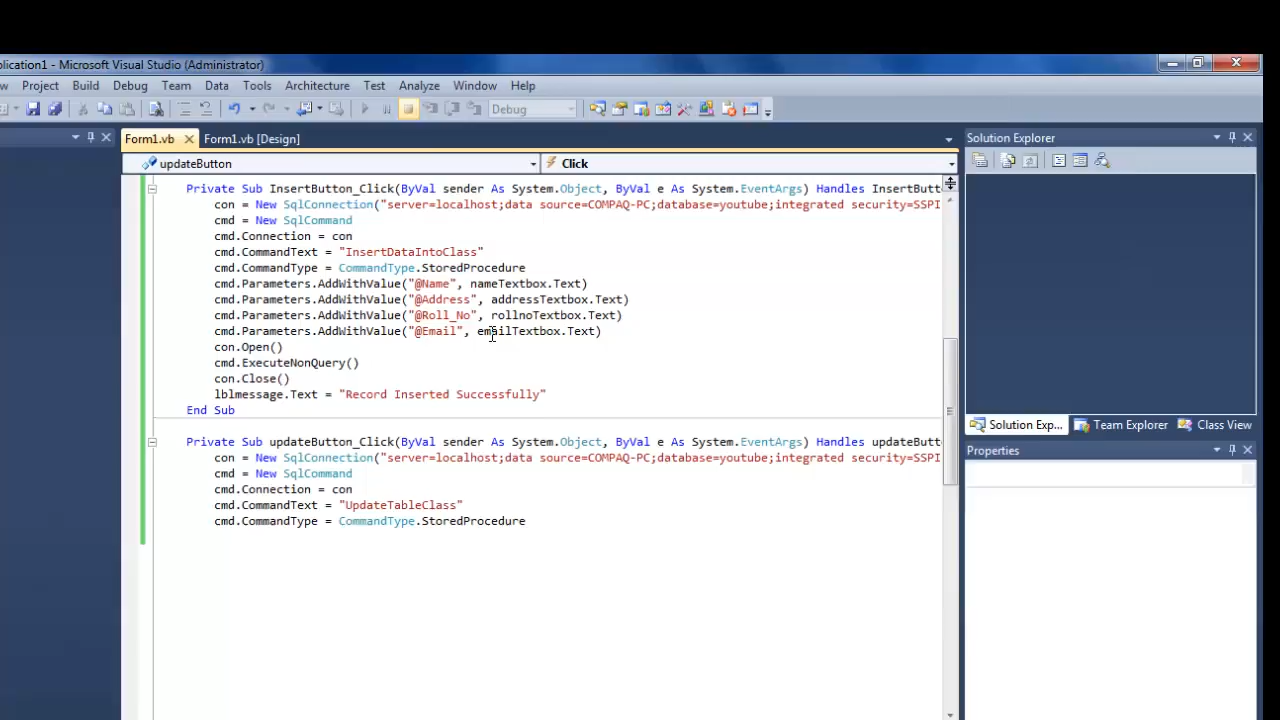 plication1 - Microsoft Visual Studio (Administrator)
w Project Build Debug Team Data Tools Architecture Test Analyze Window Help
Debug
Form1.vb Form1.vb [Design] Solution Explorer
updateButton Click
Private Sub InsertButton_Click(ByVal sender As System.Object, ByVal e As System.EventArgs) Handles InsertButt
con = New SqlConnection("server=localhost;data source=COMPAQ-PC;database=youtube;integrated security=SSPI
cmd = New SqlCommand
cmd.Connection = con
cmd.CommandText = "InsertDataIntoClass"
cmd.CommandType = CommandType.StoredProcedure
cmd.Parameters.AddWithValue("@Name", nameTextbox.Text)
cmd.Parameters.AddWithValue("@Address", addressTextbox.Text)
cmd.Parameters.AddWithValue("@Roll_No", rollnoTextbox.Text)
cmd.Parameters.AddWithValue("@Email", emailTextbox.Text)
con.Open()
cmd.ExecuteNonQuery()
con.Close()
lblmessage.Text = "Record Inserted Successfully"
End Sub
Solution Exp... Team Explorer Class View
Properties
Private Sub updateButton_Click(ByVal sender As System.Object, ByVal e As System.EventArgs) Handles updateButt
con = New SqlConnection("server=localhost;data source=COMPAQ-PC;database=youtube;integrated security=SSPI
cmd = New SqlCommand
cmd.Connection = con
cmd.CommandText = "UpdateTableClass"
cmd.CommandType = CommandType.StoredProcedure